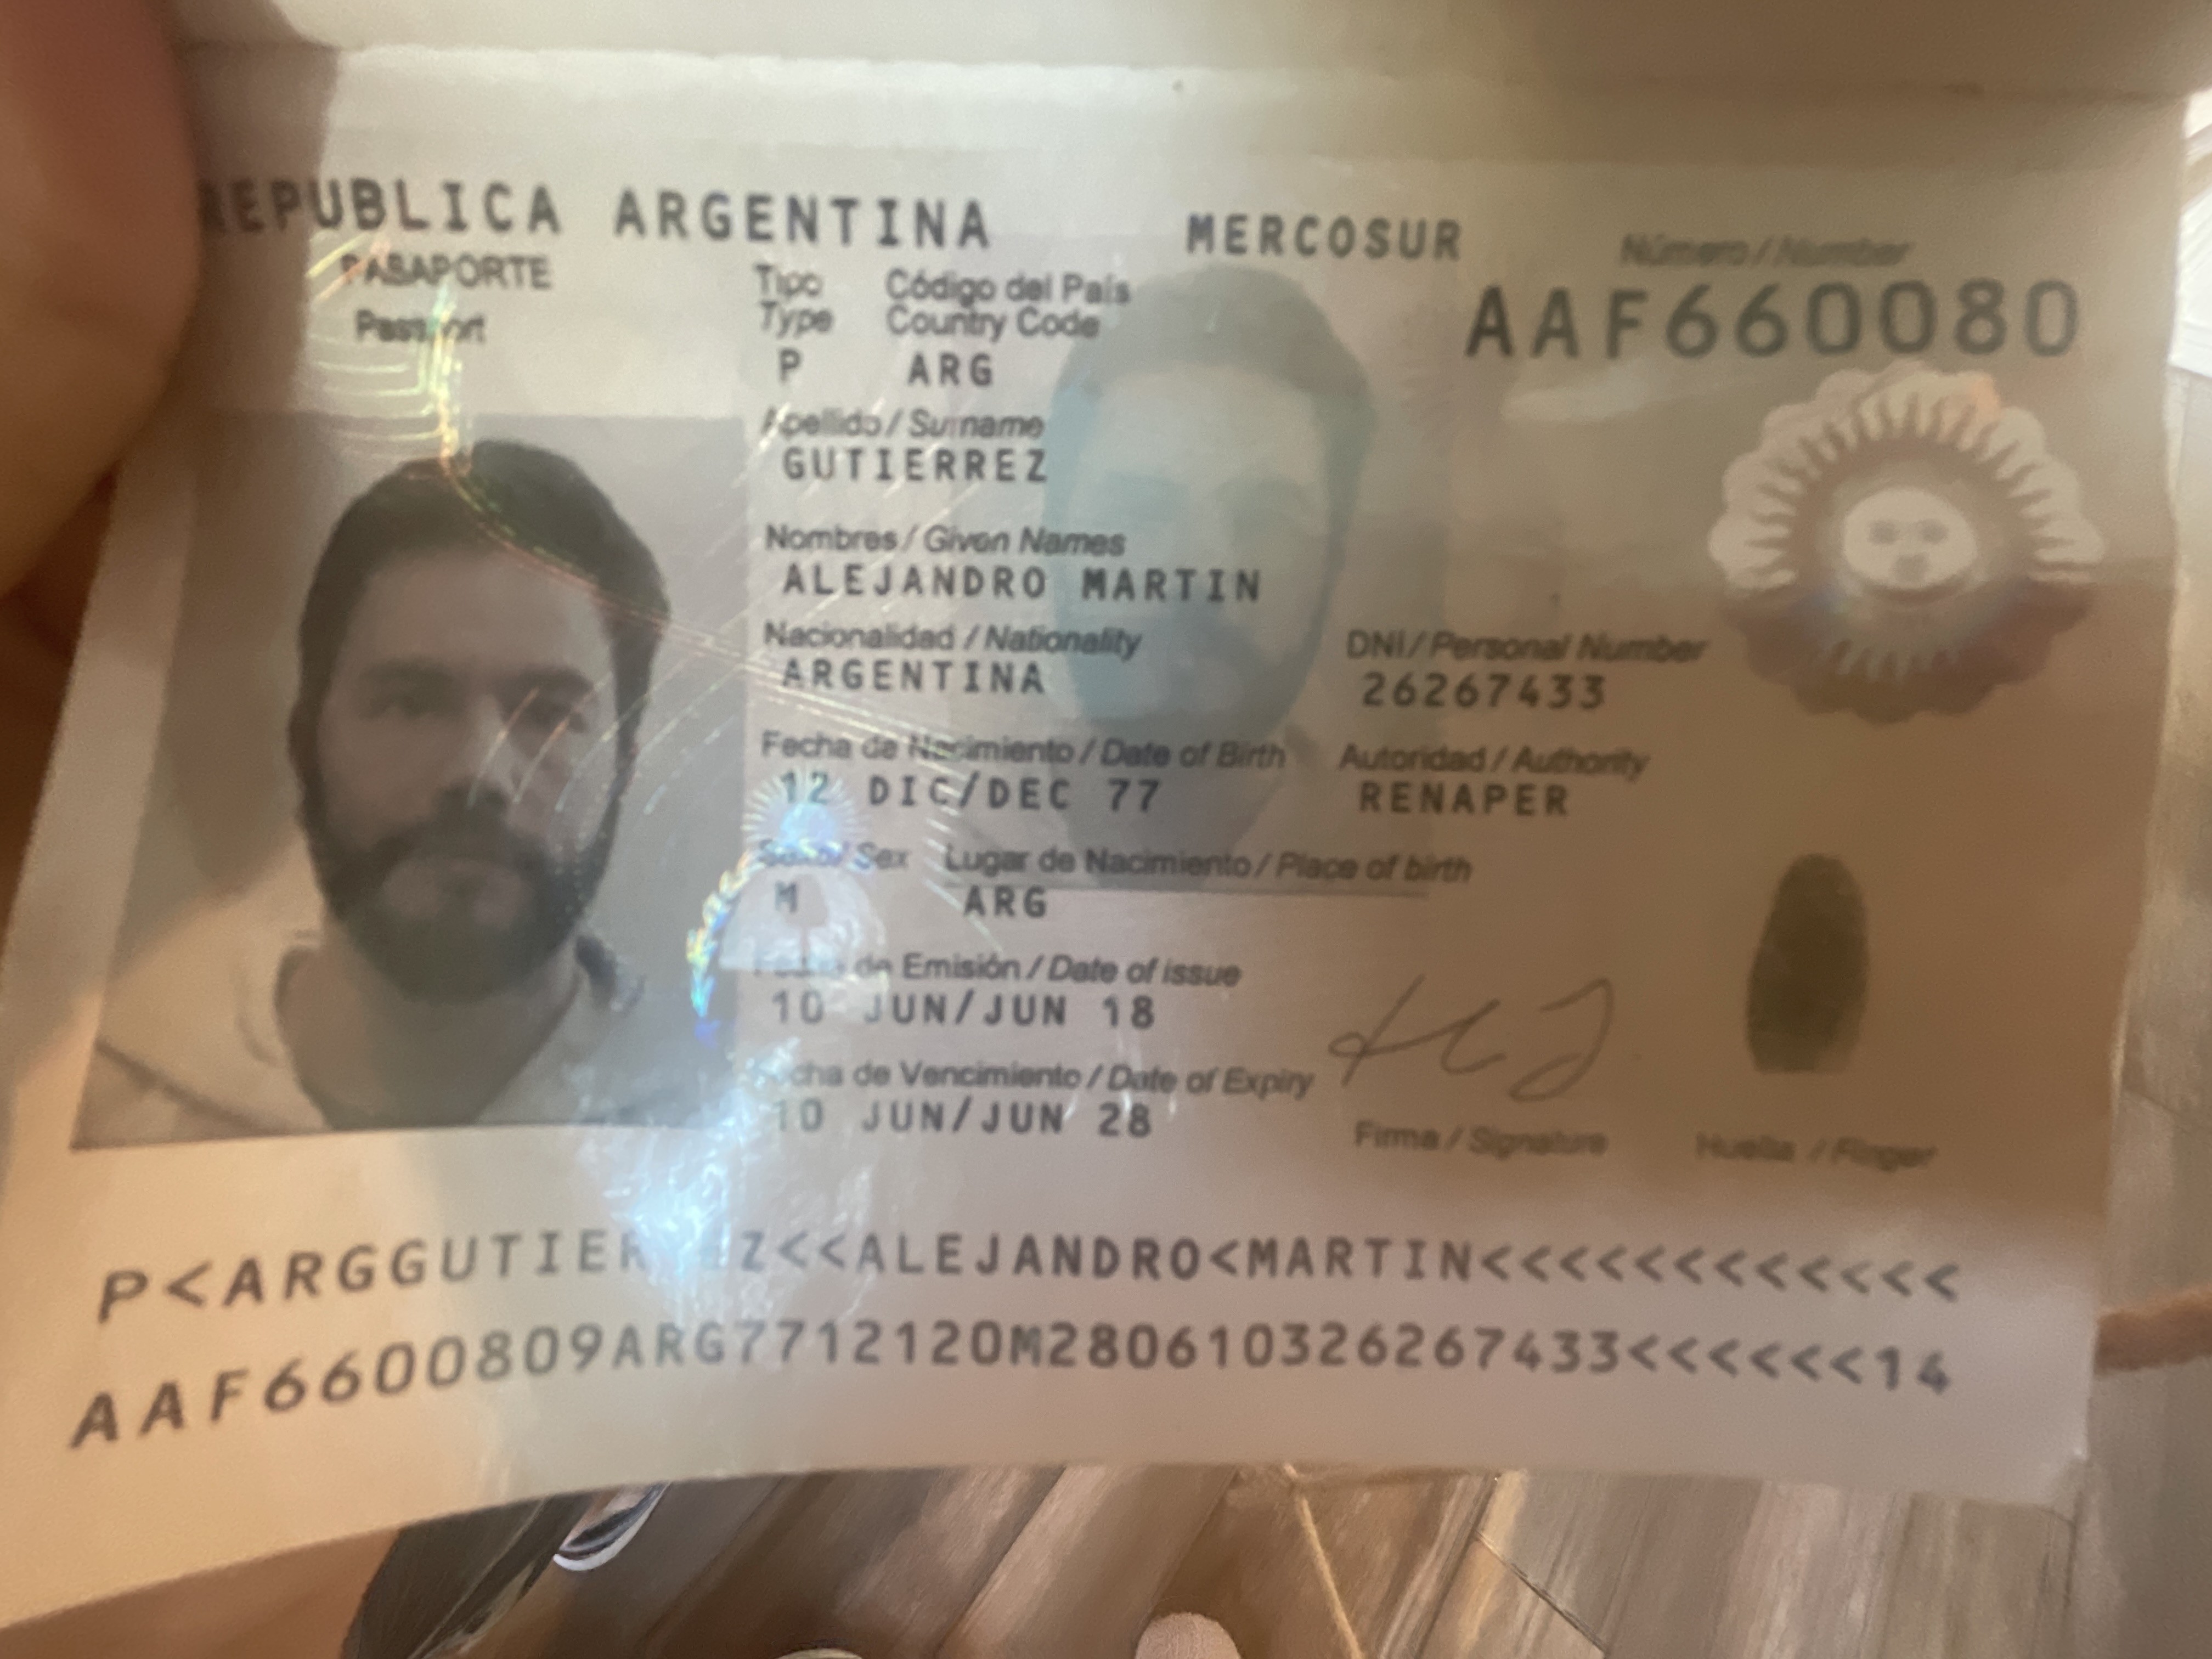 REPUBLICA ARGENTINA MERCOSUR Número / Number
PASAPORTE Tipo Código del País AAF660080
Passport Type Country Code
P ARG
Apellido / Surname
GUTIERREZ
Nombres / Given Names
ALEJANDRO MARTIN
Nacionalidad / Nationality DNI / Personal Number
ARGENTINA 26267433
Fecha de Nacimiento / Date of Birth Autoridad / Authority
12 DIC/DEC 77 RENAPER
Sexo / Sex Lugar de Nacimiento / Place of birth
M ARG
de Emisión / Date of issue
10 JUN/JUN 18
Fecha de Vencimiento / Date of Expiry
10 JUN/JUN 28
Firma / Signature Huella / Finger
P<ARGGUTIER Z<<ALEJANDRO<MARTIN<<<<<<<<<<<<<
AAF6600809ARG7712120M280610326267433<<<<<<14